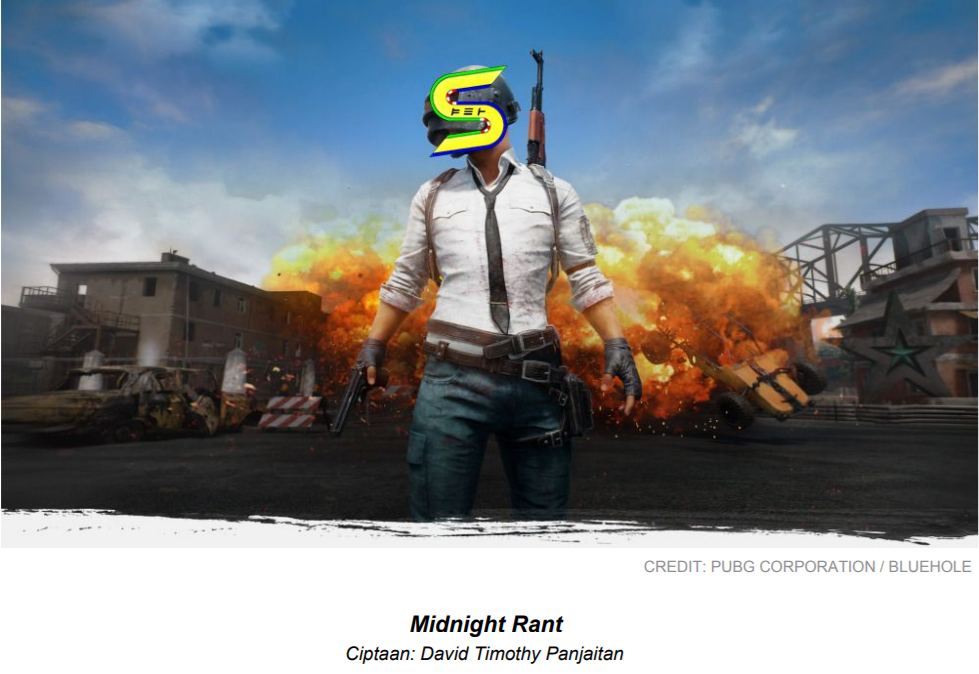 S
CREDIT: PUBG CORPORATION / BLUEHOLE
Midnight Rant
Ciptaan: David Timothy Panjaitan